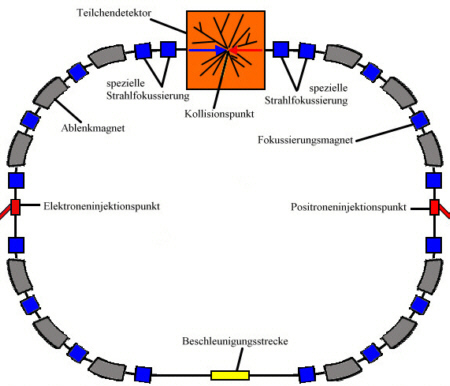 Teilchendetektor
spezielle
Strahlfokussierung
spezielle
Strahlfokussierung
Kollisionspunkt
Ablenkmagnet
Fokussierungsmagnet
Elektroneninjektionspunkt
Positroneninjektionspunkt
Beschleunigungsstrecke